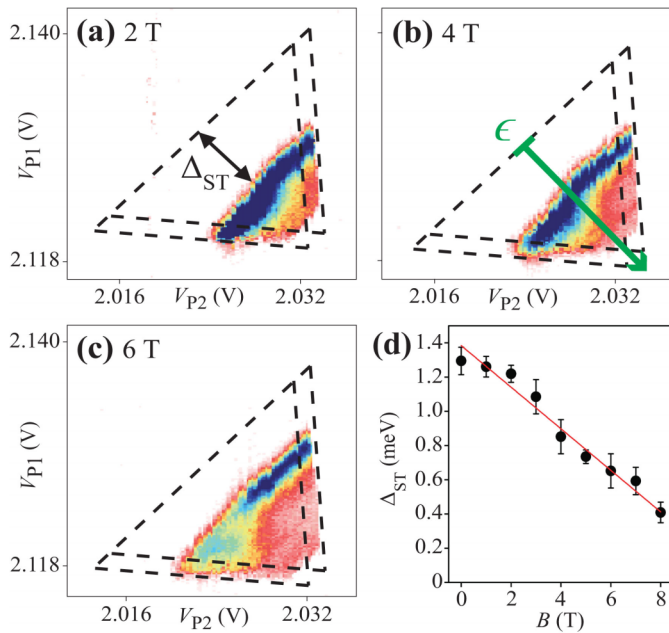 (a) 2 T
2.140
V_P1 (V)
2.118
Δ_ST
2.016
V_P2 (V)
2.032
(b) 4 T
ϵ
2.016
V_P2 (V)
2.032
(c) 6 T
2.140
V_P1 (V)
2.118
2.016
V_P2 (V)
2.032
(d)
1.4
1.2
1.0
0.8
0.6
0.4
0
Δ_ST (meV)
0 2 4 6 8
B (T)